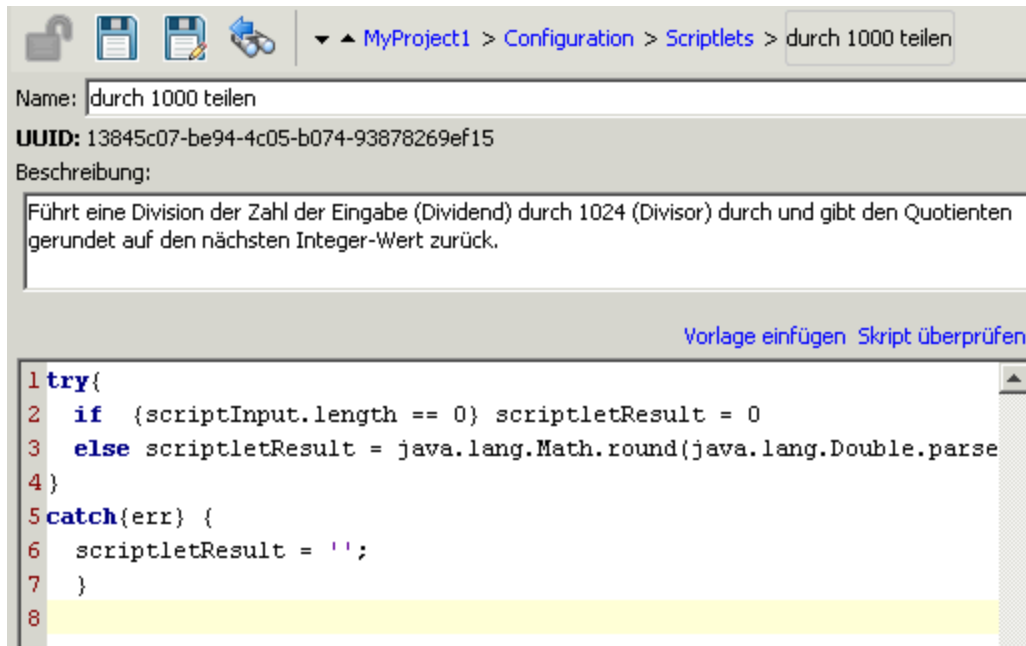 MyProject1 > Configuration > Scriptlets > durch 1000 teilen
Name: durch 1000 teilen
UUID: 13845c07-be94-4c05-b074-93878269ef15
Beschreibung:
Führt eine Division der Zahl der Eingabe (Dividend) durch 1024 (Divisor) durch und gibt den Quotienten
gerundet auf den nächsten Integer-Wert zurück.
Vorlage einfügen Skript überprüfen
1 try{
2 if {scriptInput.length == 0} scriptletResult = 0
3 else scriptletResult = java.lang.Math.round(java.lang.Double.parse
4 }
5 catch{err} {
6 scriptletResult = '';
7 }
8